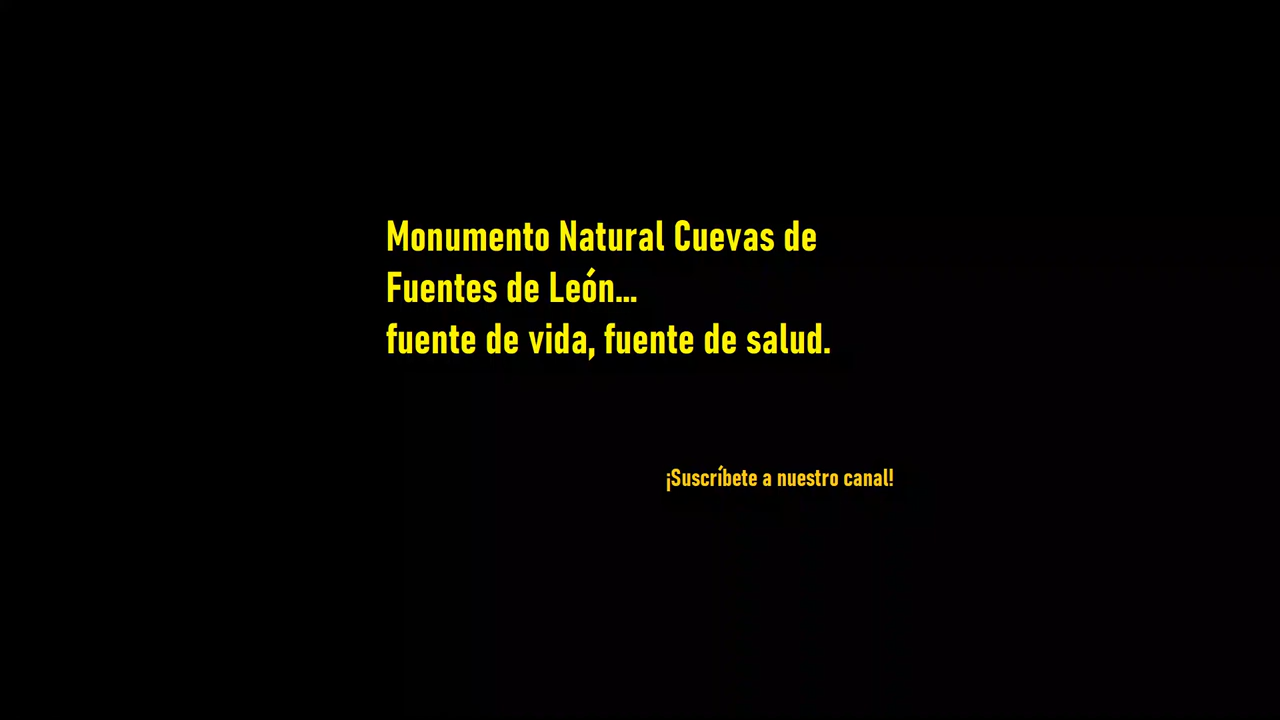 Monumento Natural Cuevas de
Fuentes de León...
fuente de vida, fuente de salud.
¡Suscríbete a nuestro canal!